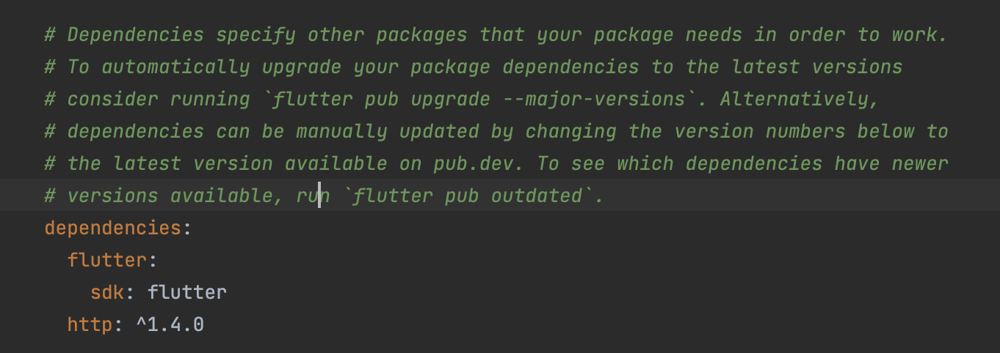 # Dependencies specify other packages that your package needs in order to work.
# To automatically upgrade your package dependencies to the latest versions
# consider running `flutter pub upgrade --major-versions`. Alternatively,
# dependencies can be manually updated by changing the version numbers below to
# the latest version available on pub.dev. To see which dependencies have newer
# versions available, run `flutter pub outdated`.
dependencies:
  flutter:
    sdk: flutter
  http: ^1.4.0